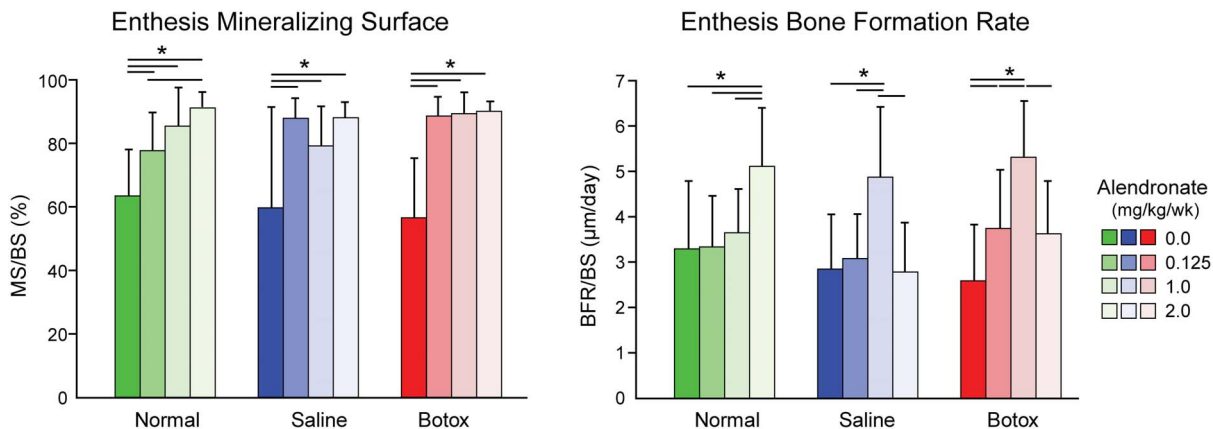 Enthesis Mineralizing Surface
MS/BS (%)
100
80
60
40
20
0
*
*
*
Normal
Saline
Botox
Enthesis Bone Formation Rate
BFR/BS (μm/day)
7
6
5
4
3
2
1
0
*
*
*
Normal
Saline
Botox
Alendronate
(mg/kg/wk)
0.0
0.125
1.0
2.0